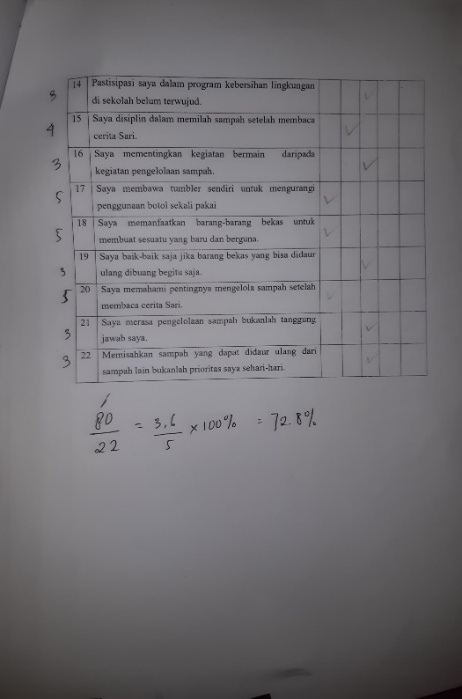 3 14 Pastisipasi saya dalam program kebersihan lingkungan
di sekolah belum terwujud.
4 15 Saya disiplin dalam memilah sampah setelah membaca
cerita Sari.
3 16 Saya mementingkan kegiatan bermain daripada
kegiatan pengelolaan sampah.
5 17 Saya membawa tumbler sendiri untuk mengurangi
penggunaan botol sekali pakai
5 18 Saya memanfaatkan barang-barang bekas untuk
membuat sesuatu yang baru dan berguna.
3 19 Saya baik-baik saja jika barang bekas yang bisa didaur
ulang dibuang begitu saja.
5 20 Saya memahami pentingnya mengelola sampah setelah
membaca cerita Sari.
3 21 Saya merasa pengelolaan sampah bukanlah tanggung
jawab saya.
3 22 Memisahkan sampah yang dapat didaur ulang dari
sampah lain bukanlah prioritas saya sehari-hari.
80 = 3,6 × 100% = 72.8%
22 5